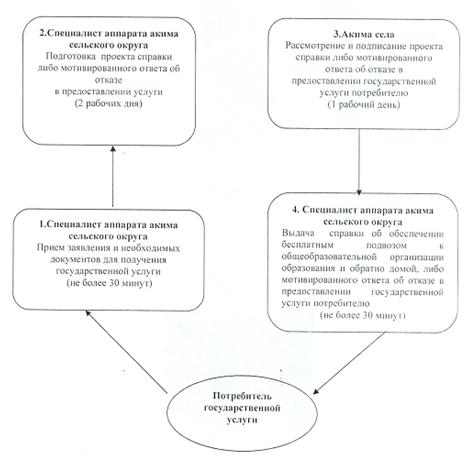 2.Специалист аппарата акима
сельского округа
Подготовка проекта справки
либо мотивированного ответа об
отказе
в предоставлении услуги
(2 рабочих дня)
3.Акима села
Рассмотрение и подписание проекта
справки либо мотивированного
ответа об отказе в
предоставлении государственной
услуги потребителю
(1 рабочий день)
1.Специалист аппарата акима
сельского округа
Прием заявления и необходимых
документов для получения
государственной услуги
(не более 30 минут)
4. Специалист аппарата акима
сельского округа
Выдача справки об обеспечении
бесплатным подвозом к
общеобразовательной организации
образования и обратно домой, либо
мотивированного ответа об отказе в
предоставлении государственной
услуги потребителю
(не более 30 минут)
Потребитель
государственной
услуги